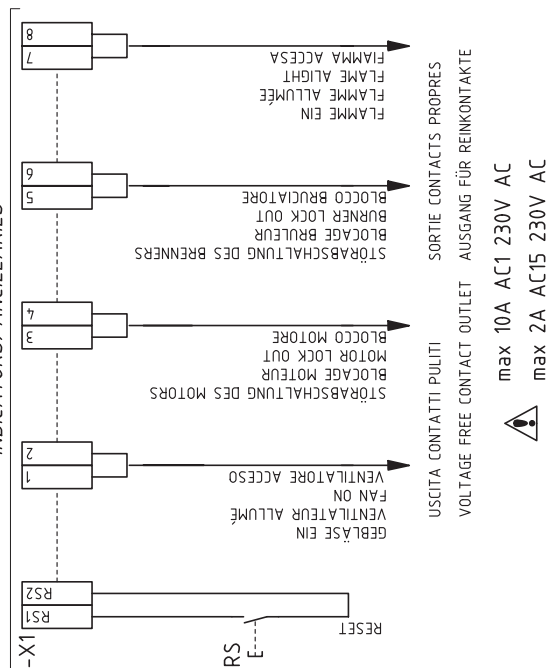 -X1
RS1
RS2
RS
RESET
1
2
VENTILATORE ACCESO
FAN ON
VENTILATEUR ALLUMÉ
GEBLÄSE EIN
3
4
BLOCCO MOTORE
MOTOR LOCK OUT
BLOCAGE MOTEUR
STÖRABSCHALTUNG DES MOTORS
5
6
BLOCCO BRUCIATORE
BURNER LOCK OUT
BLOCAGE BRULEUR
STÖRABSCHALTUNG DES BRENNERS
7
8
FIAMMA ACCESA
FLAME ALIGHT
FLAMME ALLUMÉE
FLAMME EIN
USCITA CONTATTI PULITI SORTIE CONTACTS PROPRES
VOLTAGE FREE CONTACT OUTLET AUSGANG FÜR REINKONTAKTE
max 10A AC1 230V AC
max 2A AC15 230V AC